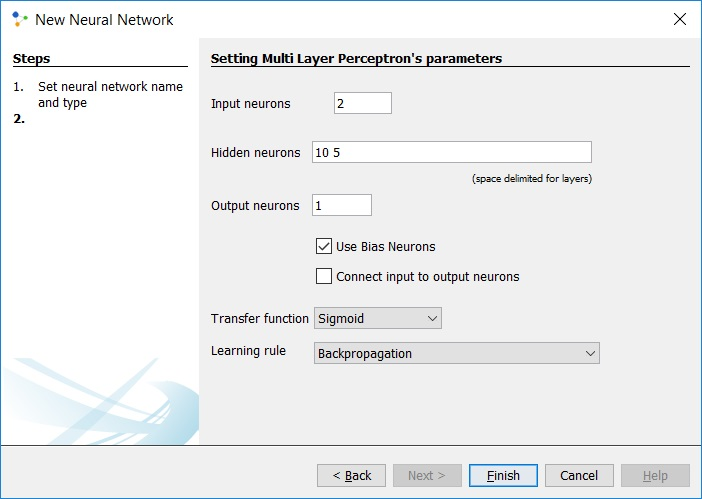 New Neural Network
Steps
1. Set neural network name
and type
2.
Setting Multi Layer Perceptron's parameters
Input neurons 2
Hidden neurons 10 5
(space delimited for layers)
Output neurons 1
Use Bias Neurons
Connect input to output neurons
Transfer function Sigmoid
Learning rule Backpropagation
< Back Next > Finish Cancel Help